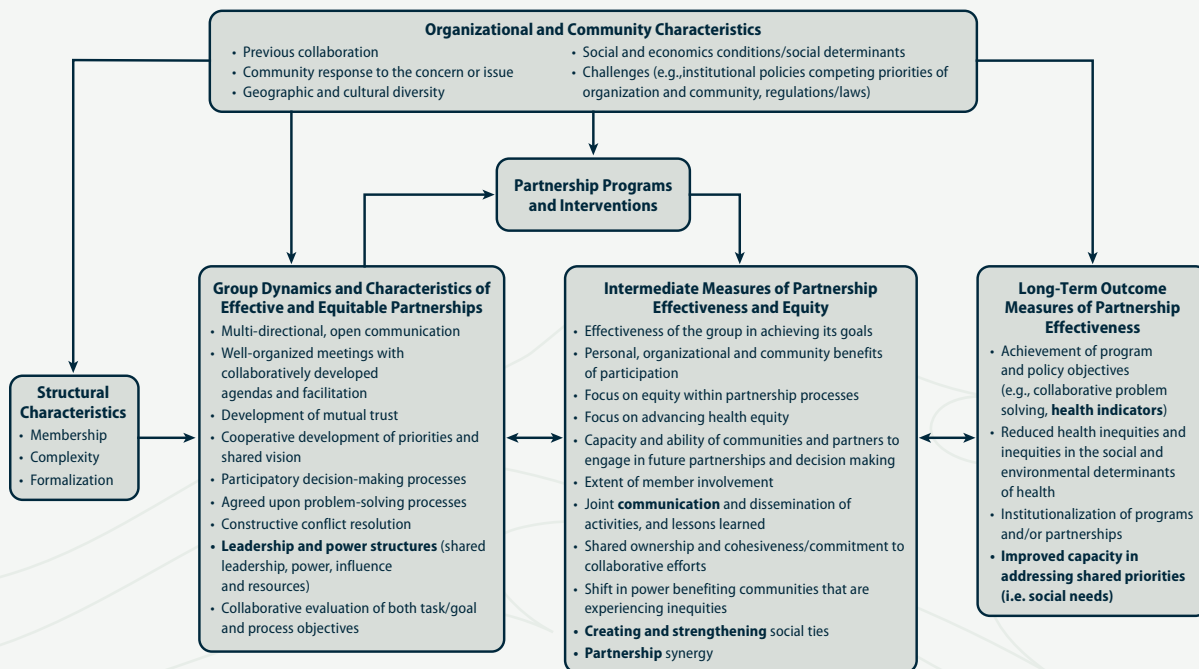 Organizational and Community Characteristics
• Previous collaboration
• Community response to the concern or issue
• Geographic and cultural diversity
• Social and economics conditions/social determinants
• Challenges (e.g.,institutional policies competing priorities of
organization and community, regulations/laws)
Partnership Programs
and Interventions
Structural
Characteristics
• Membership
• Complexity
• Formalization
Group Dynamics and Characteristics of
Effective and Equitable Partnerships
• Multi-directional, open communication
• Well-organized meetings with
collaboratively developed
agendas and facilitation
• Development of mutual trust
• Cooperative development of priorities and
shared vision
• Participatory decision-making processes
• Agreed upon problem-solving processes
• Constructive conflict resolution
• Leadership and power structures (shared
leadership, power, influence
and resources)
• Collaborative evaluation of both task/goal
and process objectives
Intermediate Measures of Partnership
Effectiveness and Equity
• Effectiveness of the group in achieving its goals
• Personal, organizational and community benefits
of participation
• Focus on equity within partnership processes
• Focus on advancing health equity
• Capacity and ability of communities and partners to
engage in future partnerships and decision making
• Extent of member involvement
• Joint communication and dissemination of
activities, and lessons learned
• Shared ownership and cohesiveness/commitment to
collaborative efforts
• Shift in power benefiting communities that are
experiencing inequities
• Creating and strengthening social ties
• Partnership synergy
Long-Term Outcome
Measures of Partnership
Effectiveness
• Achievement of program
and policy objectives
(e.g., collaborative problem
solving, health indicators)
• Reduced health inequities and
inequities in the social and
environmental determinants
of health
• Institutionalization of programs
and/or partnerships
• Improved capacity in
addressing shared priorities
(i.e. social needs)